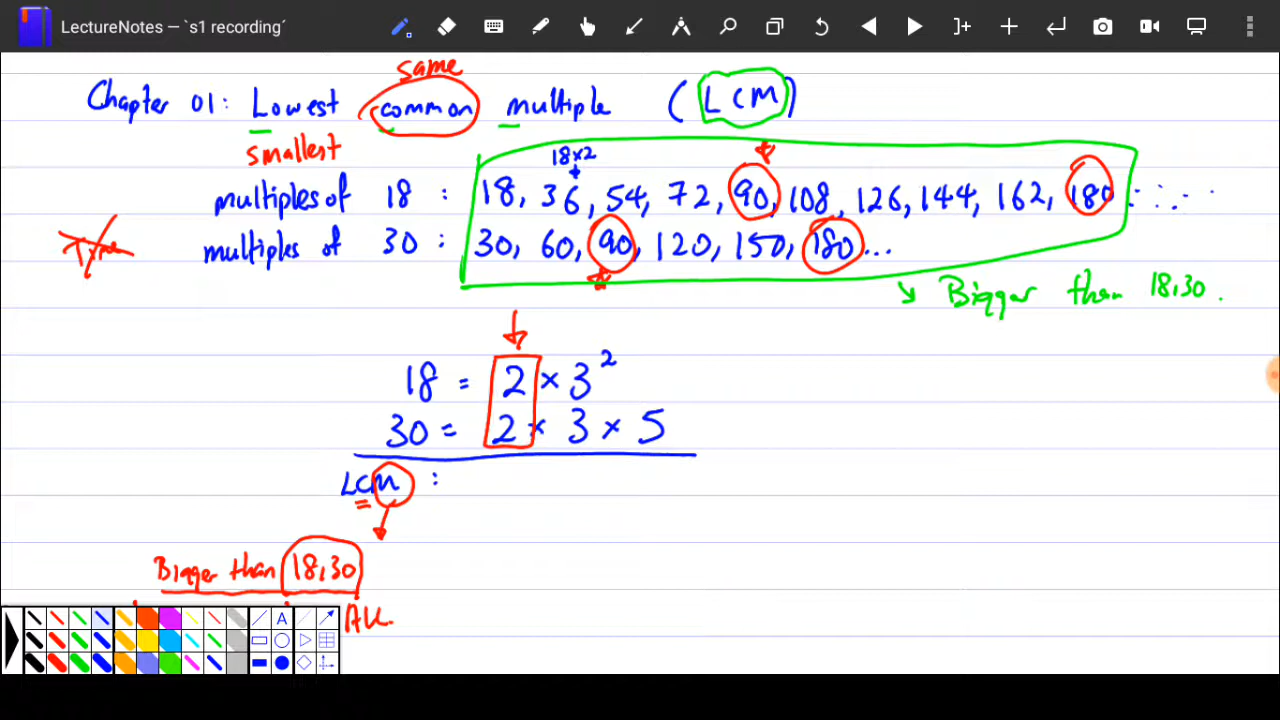 LectureNotes — `s1 recording´
same
Chapter 01: Lowest common multiple (LCM)
smallest
18×2
multiples of 18 : 18, 36, 54, 72, 90, 108, 126, 144, 162, 180 .....
multiples of 30 : 30, 60, 90, 120, 150, 180...
Bigger than 18,30.
18 = 2 × 3²
30 = 2 × 3 × 5
LCM :
Bigger than 18,30
A